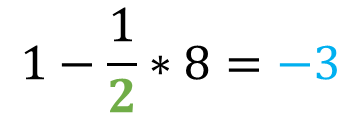 1 − 1/2 * 8 = −3